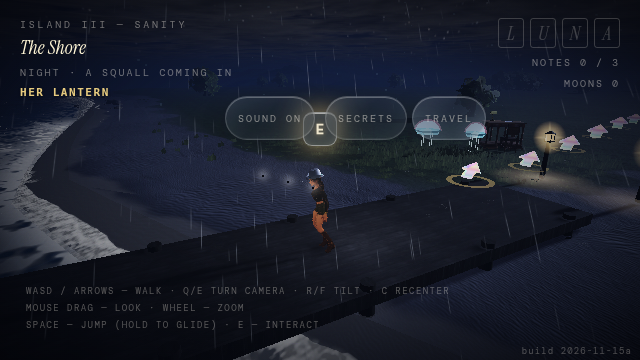 ISLAND III — SANITY
The Shore
NIGHT · A SQUALL COMING IN
HER LANTERN
LUNA
NOTES 0 / 3
MOONS 0
SOUND ON
SECRETS
TRAVEL
E
WASD / ARROWS — WALK · Q/E TURN CAMERA · R/F TILT · C RECENTER
MOUSE DRAG — LOOK · WHEEL — ZOOM
SPACE — JUMP (HOLD TO GLIDE) · E — INTERACT
build 2026-11-15a